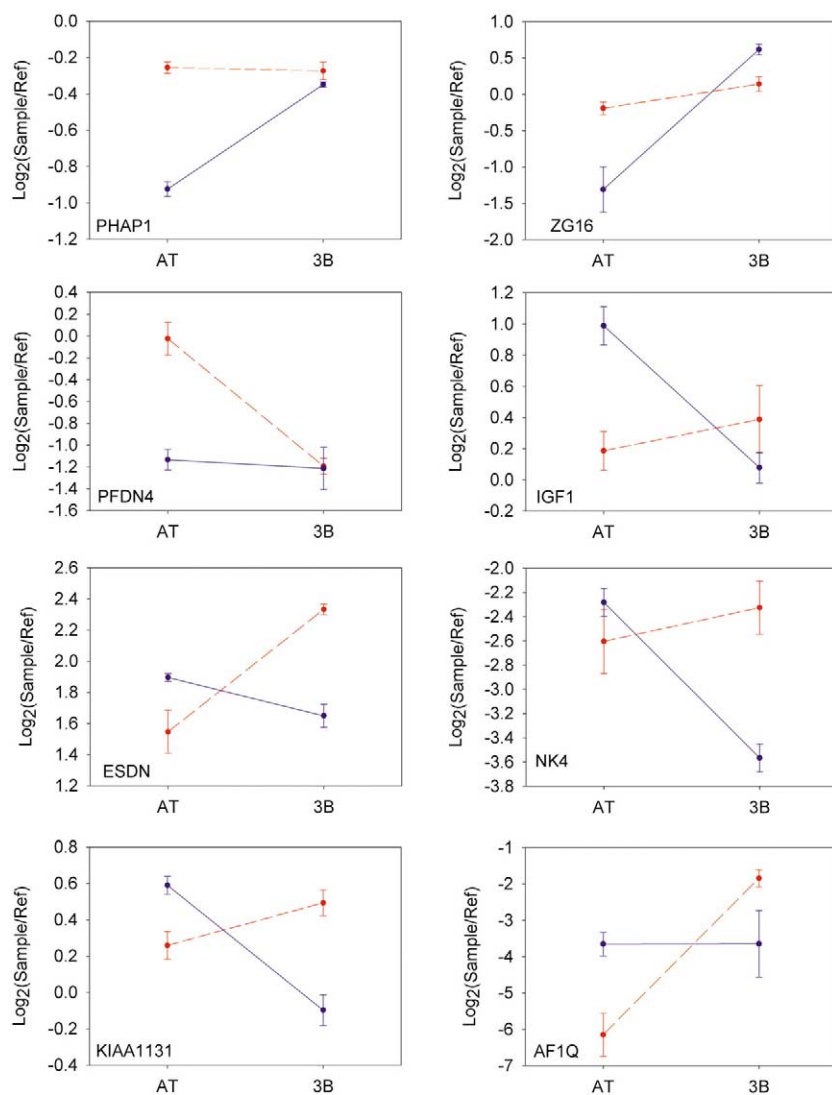 0.0
-0.2
-0.4
-0.6
-0.8
-1.0
-1.2
Log2(Sample/Ref)
PHAP1
AT 3B
1.0
0.5
0.0
-0.5
-1.0
-1.5
-2.0
Log2(Sample/Ref)
ZG16
AT 3B
0.4
0.2
0.0
-0.2
-0.4
-0.6
-0.8
-1.0
-1.2
-1.4
-1.6
Log2(Sample/Ref)
PFDN4
AT 3B
1.2
1.0
0.8
0.6
0.4
0.2
0.0
-0.2
Log2(Sample/Ref)
IGF1
AT 3B
2.6
2.4
2.2
2.0
1.8
1.6
1.4
1.2
Log2(Sample/Ref)
ESDN
AT 3B
-2.0
-2.2
-2.4
-2.6
-2.8
-3.0
-3.2
-3.4
-3.6
-3.8
Log2(Sample/Ref)
NK4
AT 3B
0.8
0.6
0.4
0.2
0.0
-0.2
-0.4
Log2(Sample/Ref)
KIAA1131
AT 3B
-1
-2
-3
-4
-5
-6
-7
Log2(Sample/Ref)
AF1Q
AT 3B